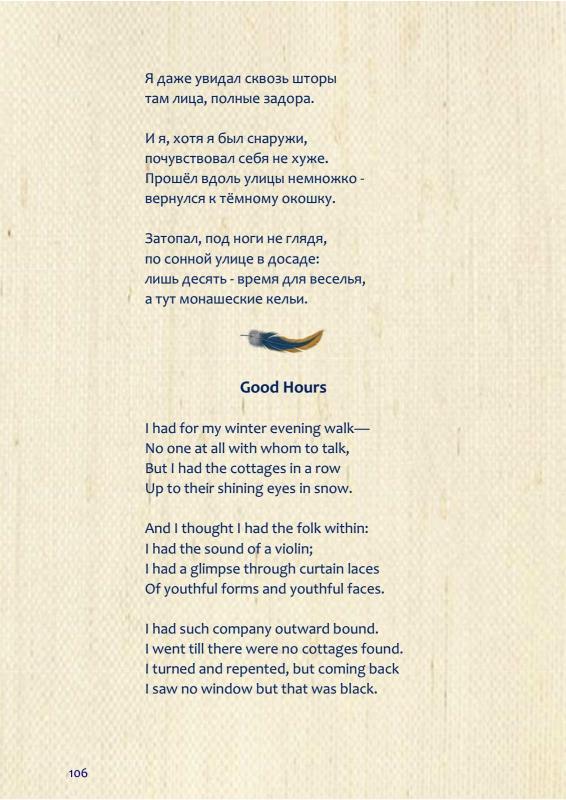 Я даже увидал сквозь шторы
там лица, полные задора.
И я, хотя я был снаружи,
почувствовал себя не хуже.
Прошёл вдоль улицы немножко -
вернулся к тёмному окошку.
Затопал, под ноги не глядя,
по сонной улице в досаде:
лишь десять - время для веселья,
а тут монашеские кельи.
Good Hours
I had for my winter evening walk—
No one at all with whom to talk,
But I had the cottages in a row
Up to their shining eyes in snow.
And I thought I had the folk within:
I had the sound of a violin;
I had a glimpse through curtain laces
Of youthful forms and youthful faces.
I had such company outward bound.
I went till there were no cottages found.
I turned and repented, but coming back
I saw no window but that was black.
106